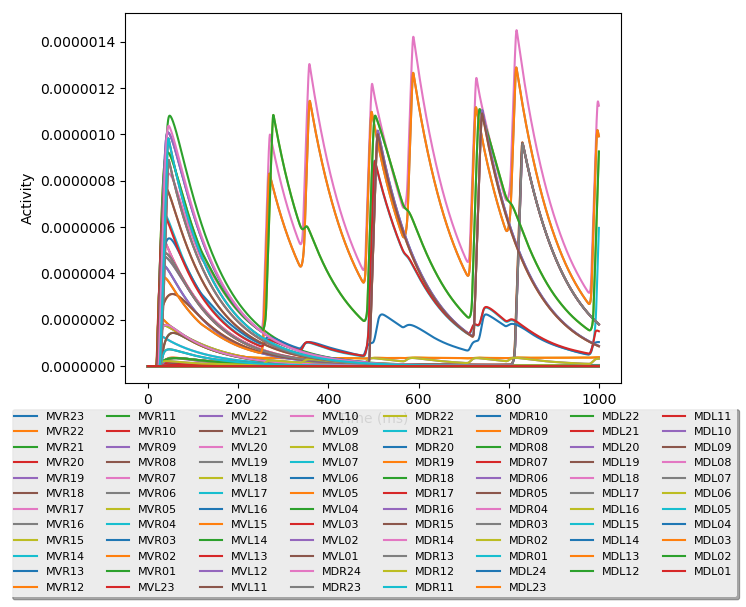 0.0000014
0.0000012
0.0000010
0.0000008
0.0000006
0.0000004
0.0000002
0.0000000
Activity
0 200 400 600 800 1000
Time (ms)
MVR23 MVR11 MVL22 MVL10 MDR22 MDR10 MDL22 MDL11
MVR22 MVR10 MVL21 MVL09 MDR21 MDR09 MDL21 MDL10
MVR21 MVR09 MVL20 MVL08 MDR20 MDR08 MDL20 MDL09
MVR20 MVR08 MVL19 MVL07 MDR19 MDR07 MDL19 MDL08
MVR19 MVR07 MVL18 MVL06 MDR18 MDR06 MDL18 MDL07
MVR18 MVR06 MVL17 MVL05 MDR17 MDR05 MDL17 MDL06
MVR17 MVR05 MVL16 MVL04 MDR16 MDR04 MDL16 MDL05
MVR16 MVR04 MVL15 MVL03 MDR15 MDR03 MDL15 MDL04
MVR15 MVR03 MVL14 MVL02 MDR14 MDR02 MDL14 MDL03
MVR14 MVR02 MVL13 MVL01 MDR13 MDR01 MDL13 MDL02
MVR13 MVR01 MVL12 MDR24 MDR12 MDL24 MDL12 MDL01
MVR12 MVL23 MVL11 MDR23 MDR11 MDL23